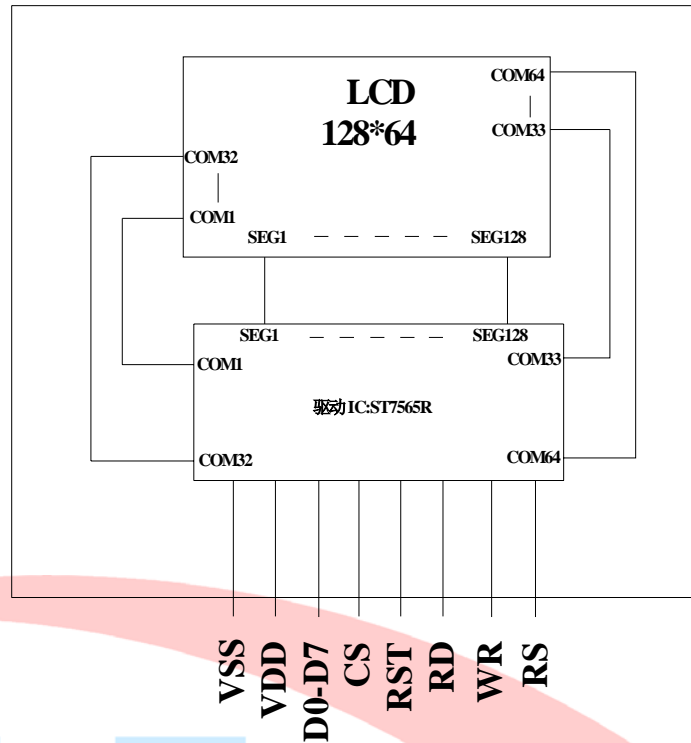 LCD
128*64
COM64
COM33
COM32
COM1
SEG1
SEG128
SEG1
SEG128
COM1
COM33
驱动IC:ST7565R
COM32
COM64
VSS
VDD
D0-D7
CS
RST
RD
WR
RS